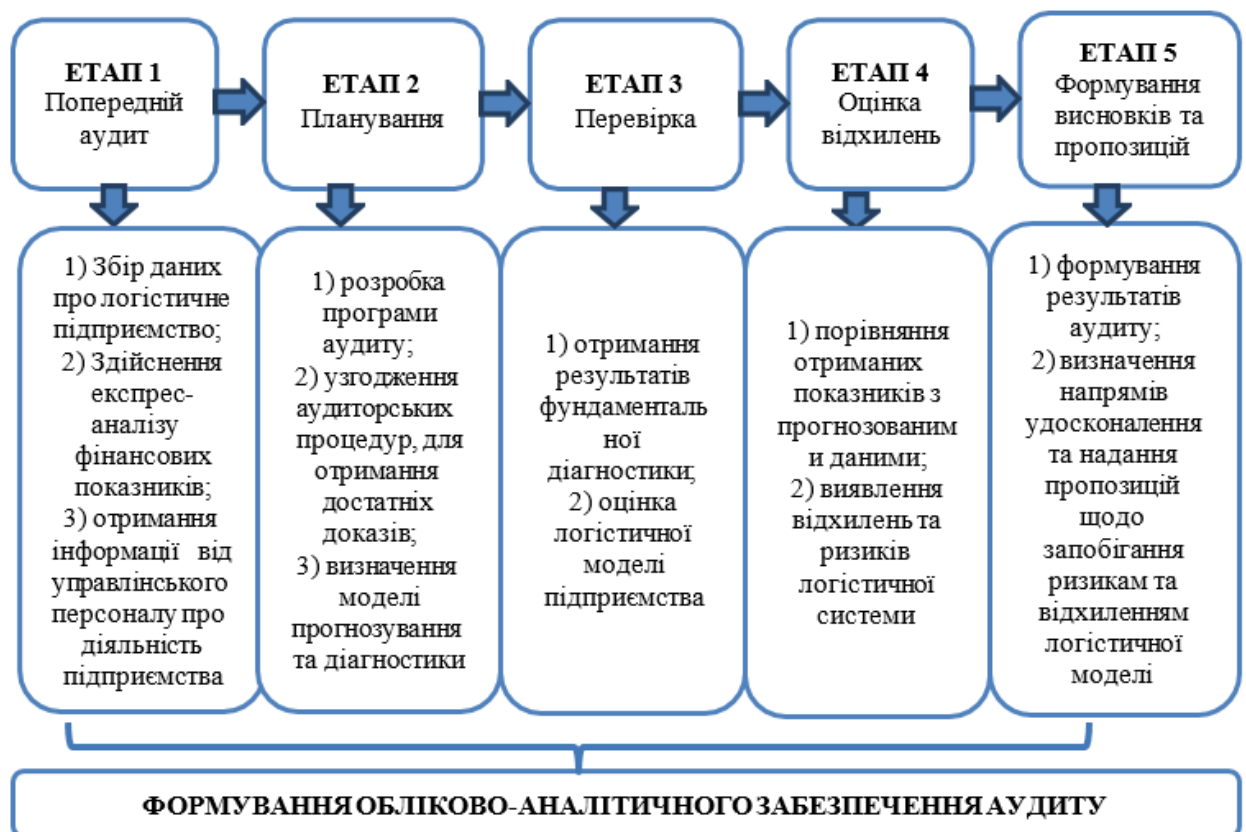 ЕТАП 1
Попередній
аудит
ЕТАП 2
Планування
ЕТАП 3
Перевірка
ЕТАП 4
Оцінка
відхилень
ЕТАП 5
Формування
висновків та
пропозицій
1) Збір даних
про логістичне
підприємство;
2) Здійснення
експрес-
аналізу
фінансових
показників;
3) отримання
інформації від
управлінського
персоналу про
діяльність
підприємства
1) розробка
програми
аудиту;
2) узгодження
аудиторських
процедур, для
отримання
достатніх
доказів;
3) визначення
моделі
прогнозування
та діагностики
1) отримання
результатів
фундаменталь
ної
діагностики;
2) оцінка
логістичної
моделі
підприємства
1) порівняння
отриманих
показників з
прогнозованим
и даними;
2) виявлення
відхилень та
ризиків
логістичної
системи
1) формування
результатів
аудиту;
2) визначення
напрямів
удосконалення
та надання
пропозицій
щодо
запобігання
ризикам та
відхиленням
логістичної
моделі
ФОРМУВАННЯ ОБЛІКОВО-АНАЛІТИЧНОГО ЗАБЕЗПЕЧЕННЯ АУДИТУ